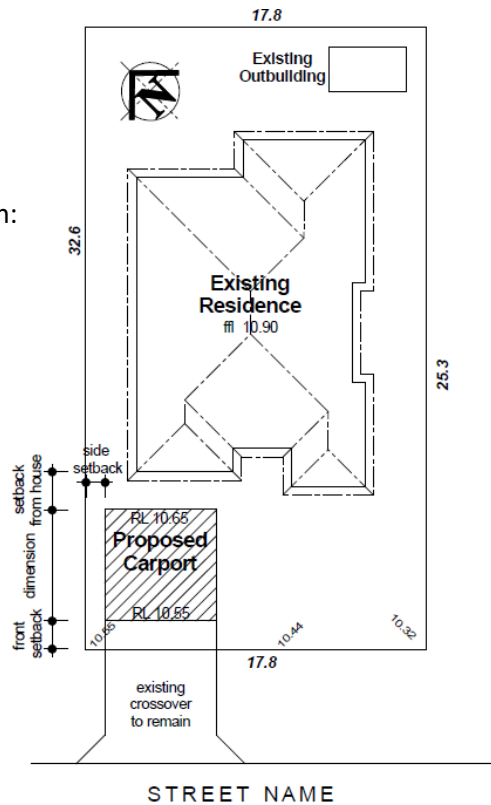 17.8
Existing
Outbuilding
N
n:
32.6
Existing
Residence
ffl 10.90
25.3
side
setback
setback
from house
RL 10.65
Proposed
Carport
dimension
RL 10.55
front
setback
10.55
10.44
10.32
17.8
existing
crossover
to remain
STREET NAME